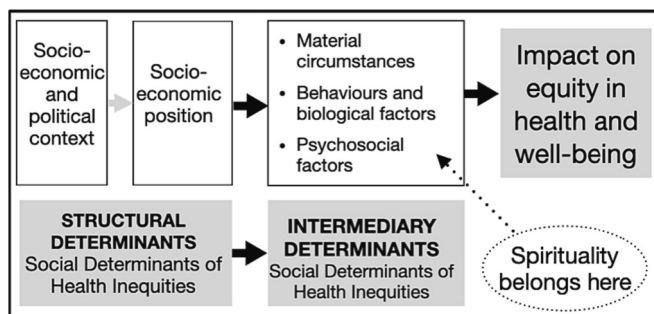 Socio-
economic
and
political
context
Socio-
economic
position
• Material
circumstances
• Behaviours and
biological factors
• Psychosocial
factors
Impact on
equity in
health and
well-being
STRUCTURAL
DETERMINANTS
Social Determinants of
Health Inequities
INTERMEDIARY
DETERMINANTS
Social Determinants of
Health Inequities
Spirituality
belongs here